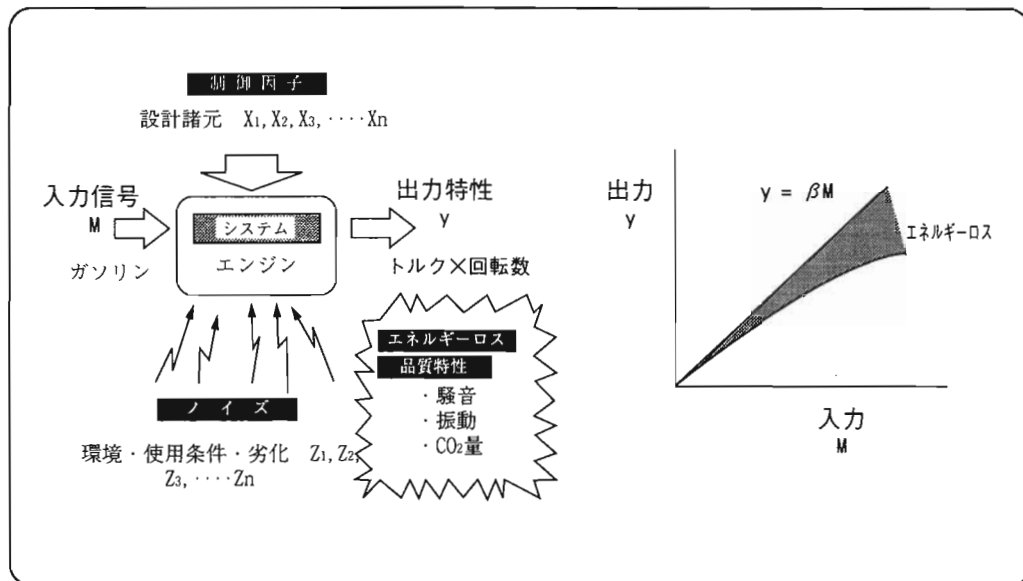 制御因子
設計諸元 X1,X2,X3,····Xn
入力信号
M
ガソリン
システム
エンジン
出力特性
y
トルク×回転数
エネルギーロス
品質特性
・騒音
・振動
・CO2量
ノイズ
環境・使用条件・劣化 Z1,Z2,
Z3,····Zn
出力
y
y = βM
エネルギーロス
入力
M